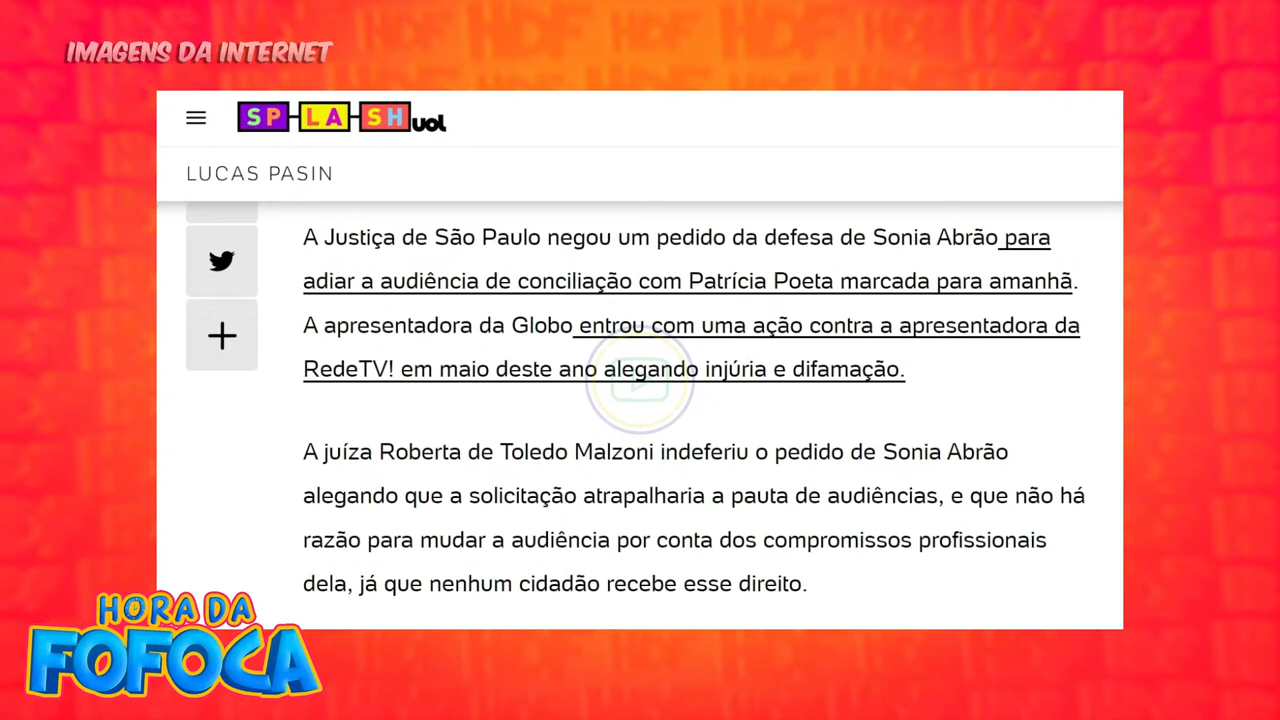 IMAGENS DA INTERNET
SPLASH uol
LUCAS PASIN
A Justiça de São Paulo negou um pedido da defesa de Sonia Abrão para
adiar a audiência de conciliação com Patrícia Poeta marcada para amanhã.
A apresentadora da Globo entrou com uma ação contra a apresentadora da
RedeTV! em maio deste ano alegando injúria e difamação.
A juíza Roberta de Toledo Malzoni indeferiu o pedido de Sonia Abrão
alegando que a solicitação atrapalharia a pauta de audiências, e que não há
razão para mudar a audiência por conta dos compromissos profissionais
dela, já que nenhum cidadão recebe esse direito.
HORA DA
FOFOCA